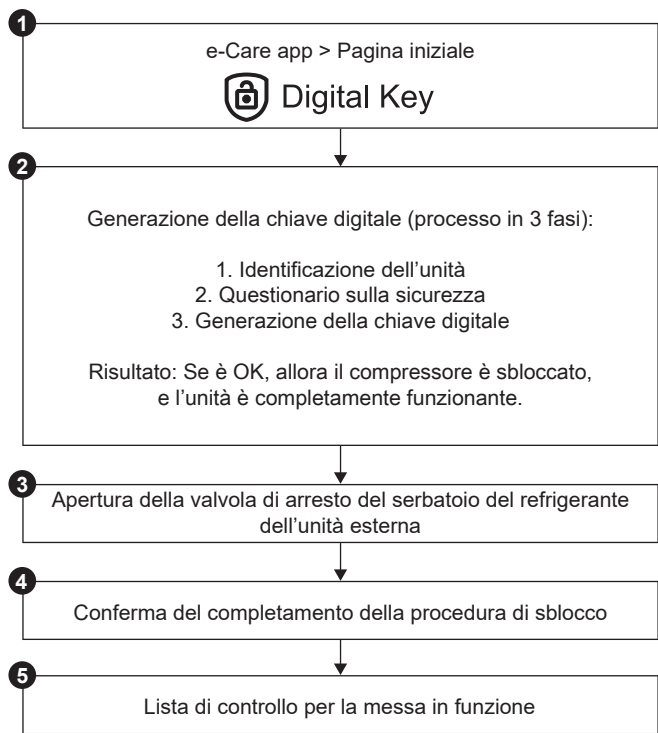 1
e-Care app > Pagina iniziale
Digital Key
2
Generazione della chiave digitale (processo in 3 fasi):
1. Identificazione dell'unità
2. Questionario sulla sicurezza
3. Generazione della chiave digitale
Risultato: Se è OK, allora il compressore è sbloccato,
e l'unità è completamente funzionante.
3
Apertura della valvola di arresto del serbatoio del refrigerante
dell'unità esterna
4
Conferma del completamento della procedura di sblocco
5
Lista di controllo per la messa in funzione